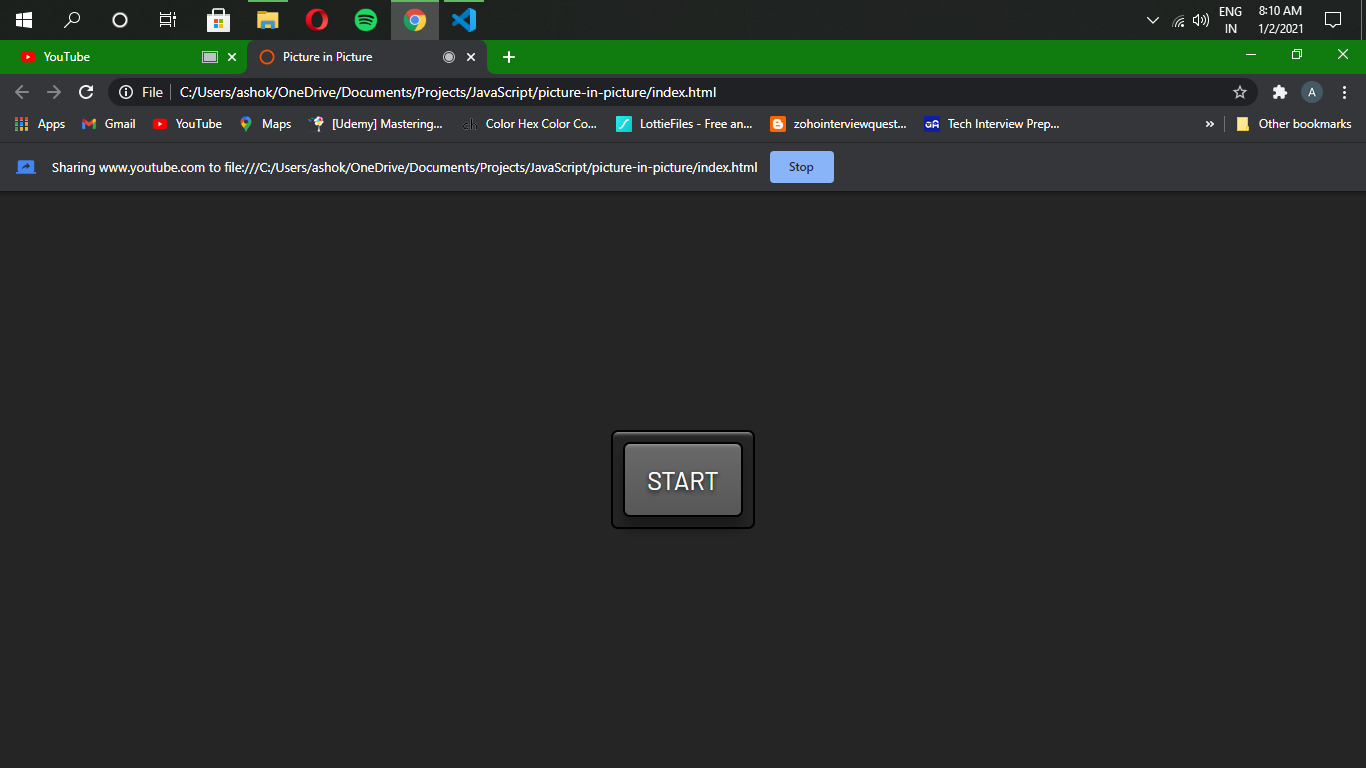 ENG
IN
8:10 AM
1/2/2021
YouTube
Picture in Picture
File
C:/Users/ashok/OneDrive/Documents/Projects/JavaScript/picture-in-picture/index.html
A
Apps
Gmail
YouTube
Maps
[Udemy] Mastering...
ch
Color Hex Color Co...
LottieFiles - Free an...
zohointerviewquest...
Tech Interview Prep...
»
Other bookmarks
Sharing www.youtube.com to file:///C:/Users/ashok/OneDrive/Documents/Projects/JavaScript/picture-in-picture/index.html
Stop
START